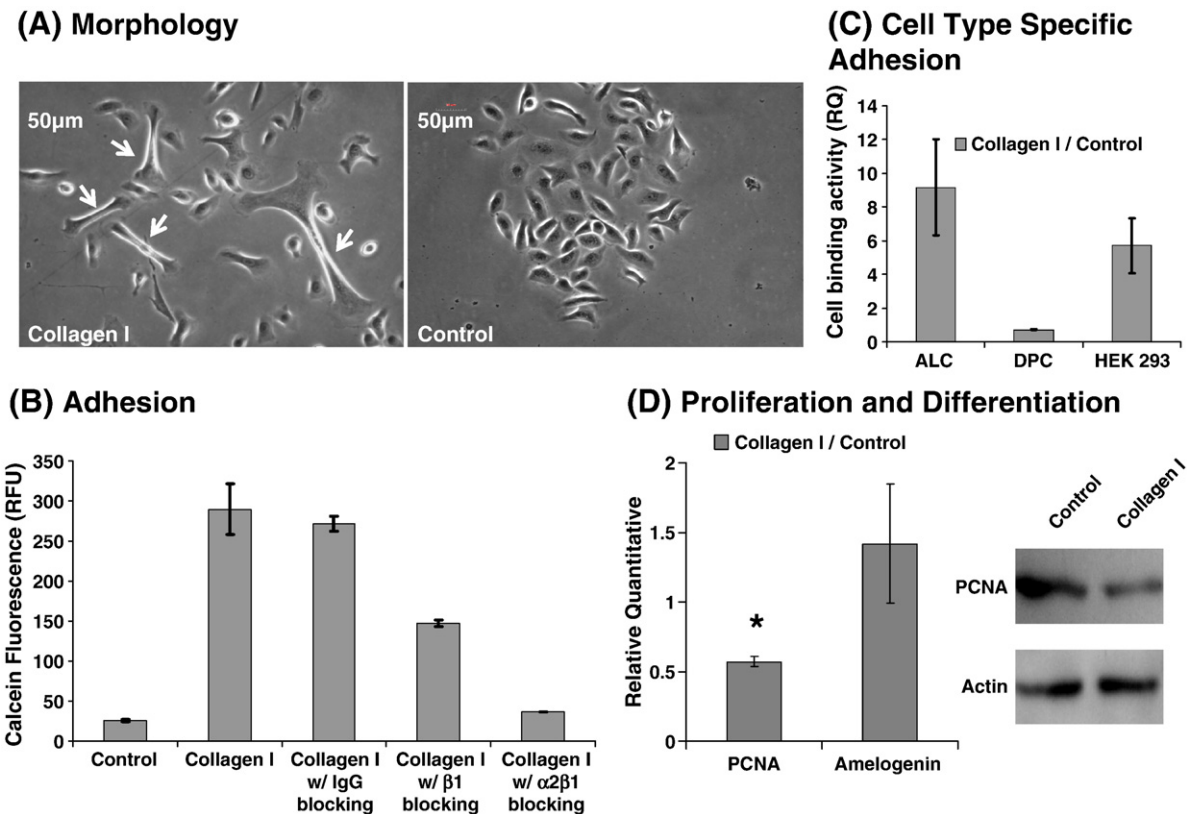 (A) Morphology
50µm
Collagen I
50µm
Control
(C) Cell Type Specific
Adhesion
Cell binding activity (RQ)
14
12
10
8
6
4
2
0
Collagen I / Control
ALC
DPC
HEK 293
(B) Adhesion
Calcein Fluorescence (RFU)
350
300
250
200
150
100
50
0
Control
Collagen I
Collagen I
w/ IgG
blocking
Collagen I
w/ β1
blocking
Collagen I
w/ α2β1
blocking
(D) Proliferation and Differentiation
Collagen I / Control
Relative Quantitative
2
1.5
1
0.5
0
*
PCNA
Amelogenin
Control
Collagen I
PCNA
Actin